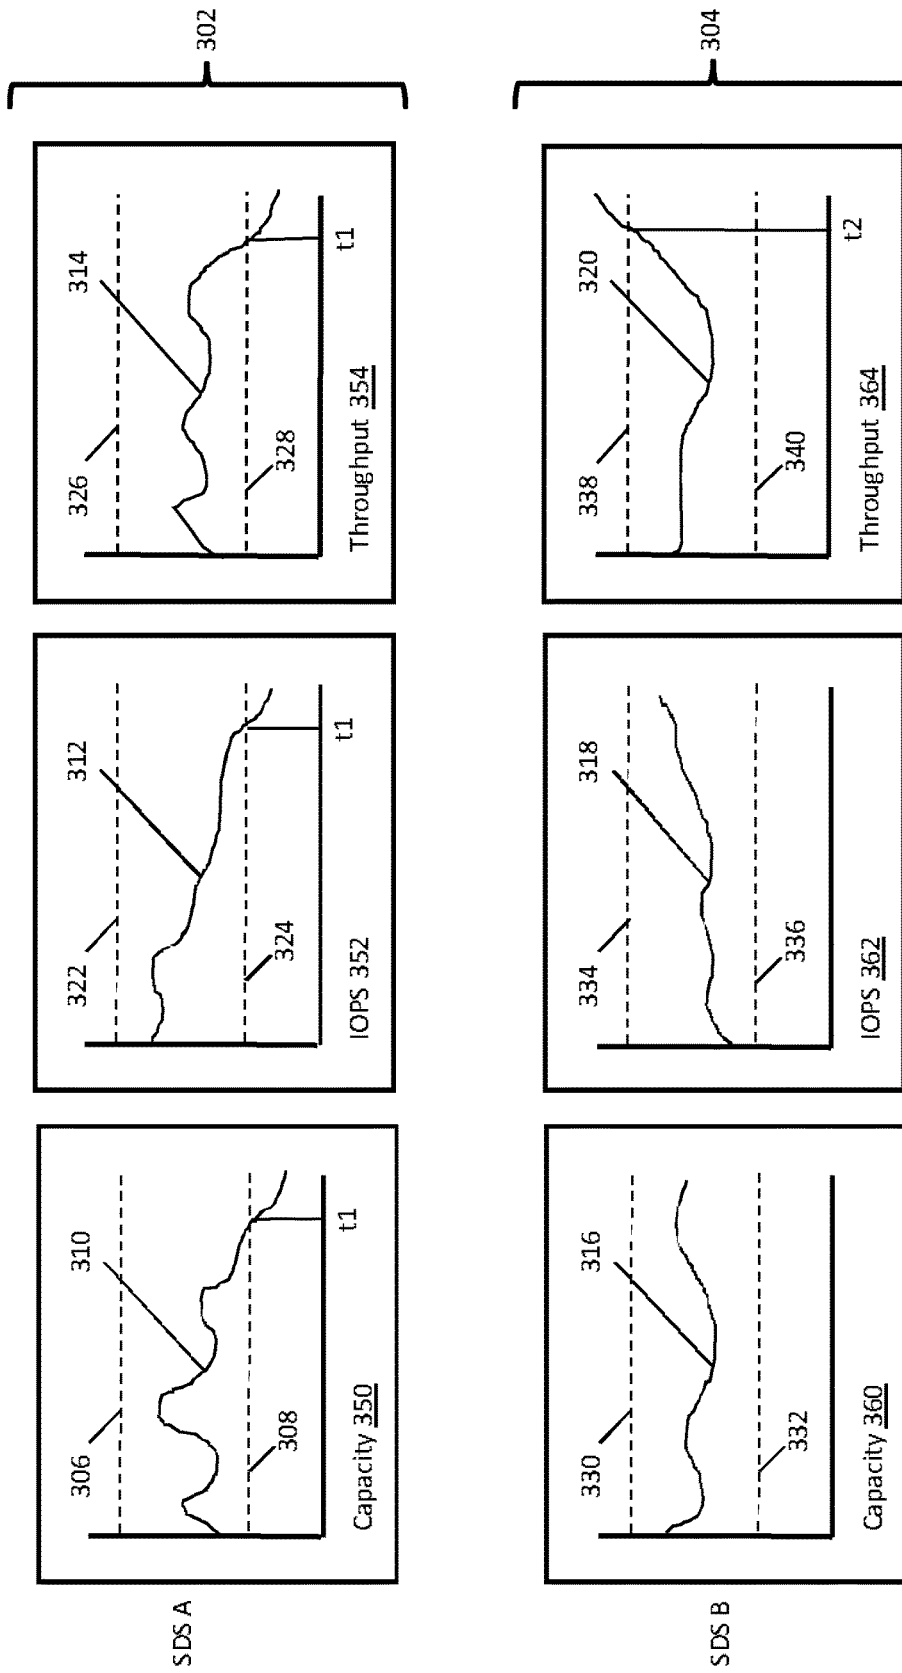 SDS A
306
310
308
t1
Capacity 350
322
312
324
t1
IOPS 352
326
314
328
t1
Throughput 354
302
SDS B
330
316
332
Capacity 360
334
318
336
IOPS 362
338
320
340
t2
Throughput 364
304